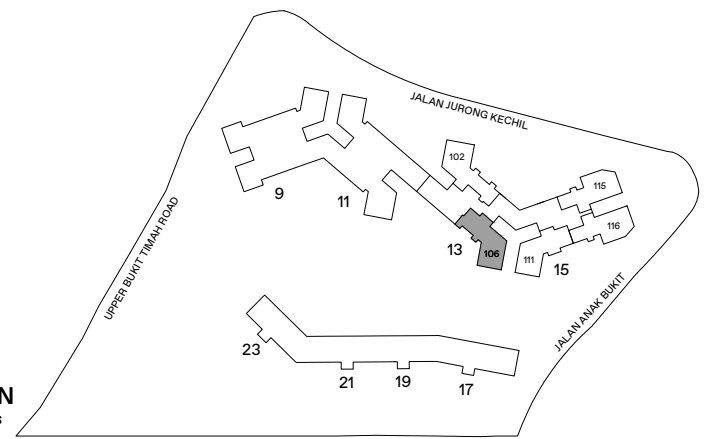 JALAN JURONG KECHIL
102
115
9
11
116
13
106
111
15
UPPER BUKIT TIMAH ROAD
JALAN ANAK BUKIT
23
21
19
17
N
s